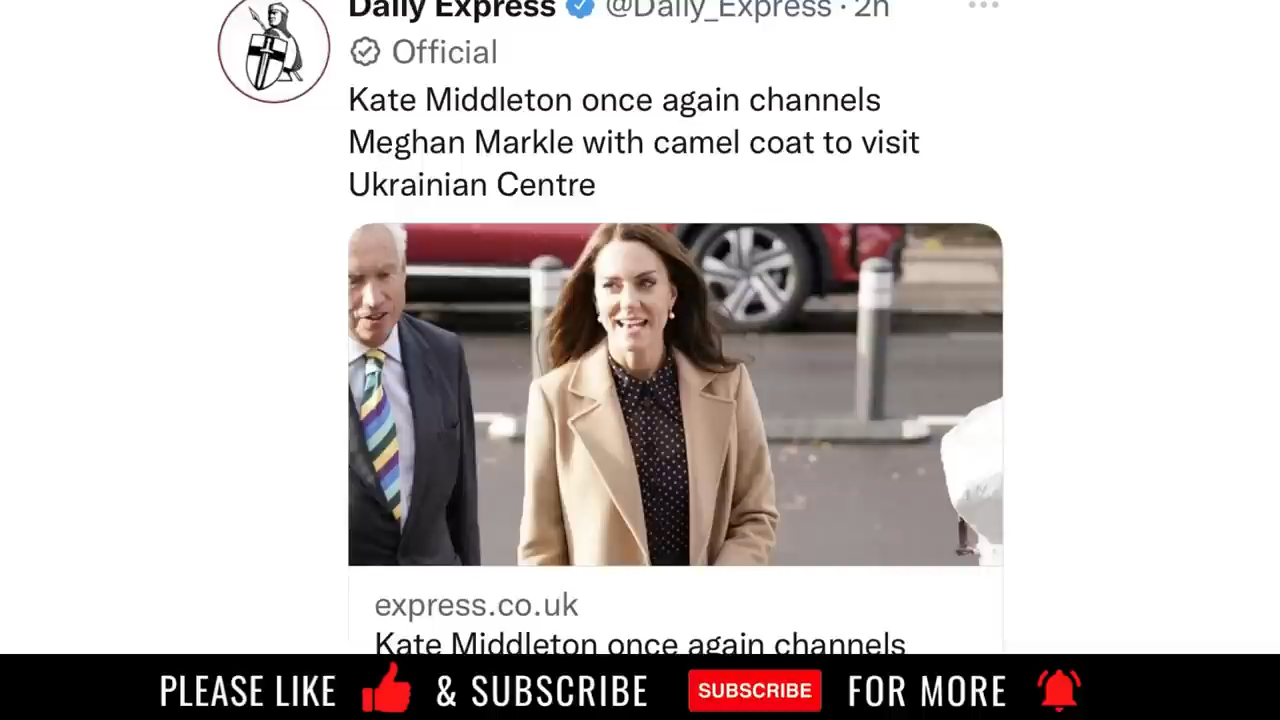 Daily Express @Daily_Express · 2h
Official
Kate Middleton once again channels
Meghan Markle with camel coat to visit
Ukrainian Centre
express.co.uk
Kate Middleton once again channels
PLEASE LIKE & SUBSCRIBE SUBSCRIBE FOR MORE